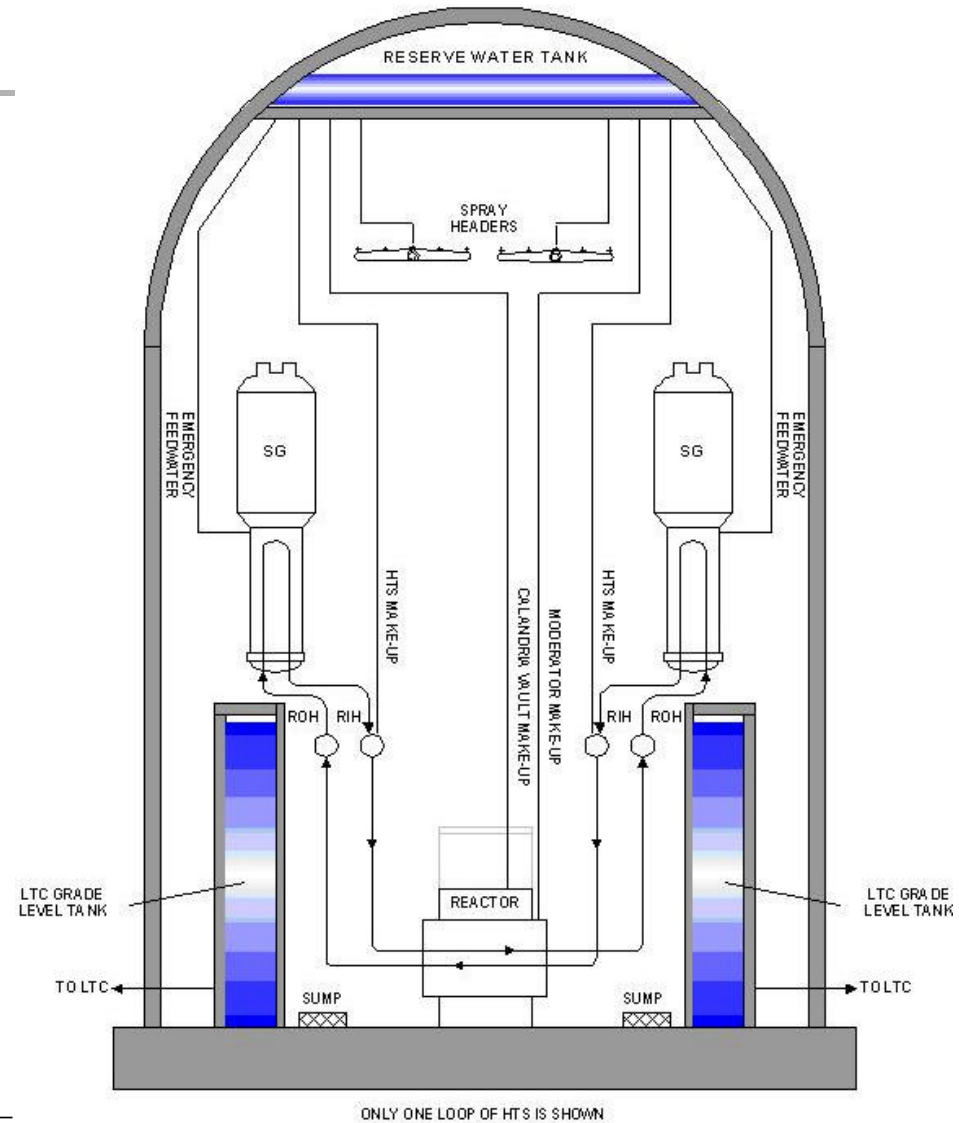 RESERVE WATER TANK
SPRAY
HEADERS
EMERGENCY
FEEDWATER
SG
SG
EMERGENCY
FEEDWATER
HTS MAKE-UP
CALANDRIA VAULT MAKE-UP
MODERATOR MAKE-UP
HTS MAKE-UP
ROH
RIH
RIH
ROH
LTC GRADE
LEVEL TANK
REACTOR
LTC GRADE
LEVEL TANK
TO LTC
SUMP
SUMP
TO LTC
ONLY ONE LOOP OF HTS IS SHOWN